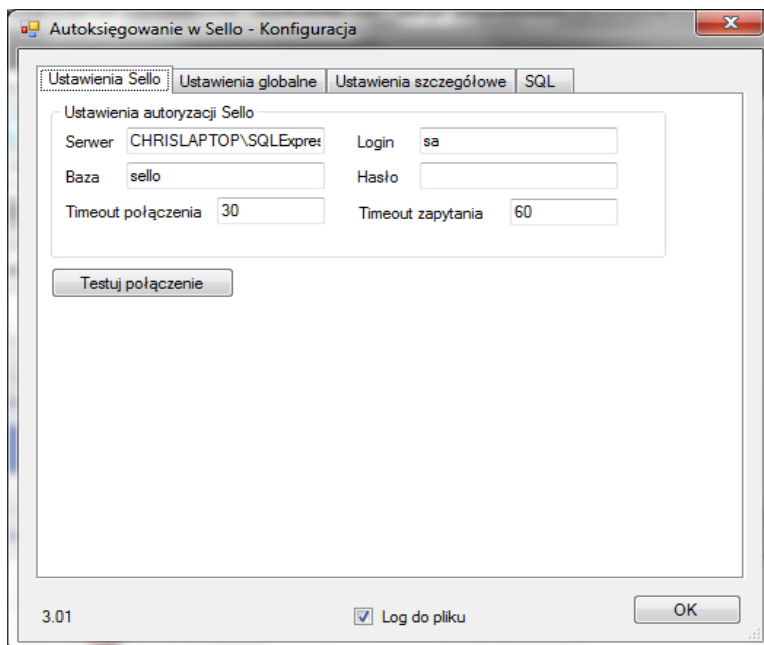 Autoksięgowanie w Sello - Konfiguracja
Ustawienia Sello Ustawienia globalne Ustawienia szczegółowe SQL
Ustawienia autoryzacji Sello
Serwer CHRISLAPTOP\SQLExpres Login sa
Baza sello Hasło
Timeout połączenia 30 Timeout zapytania 60
Testuj połączenie
3.01 Log do pliku OK